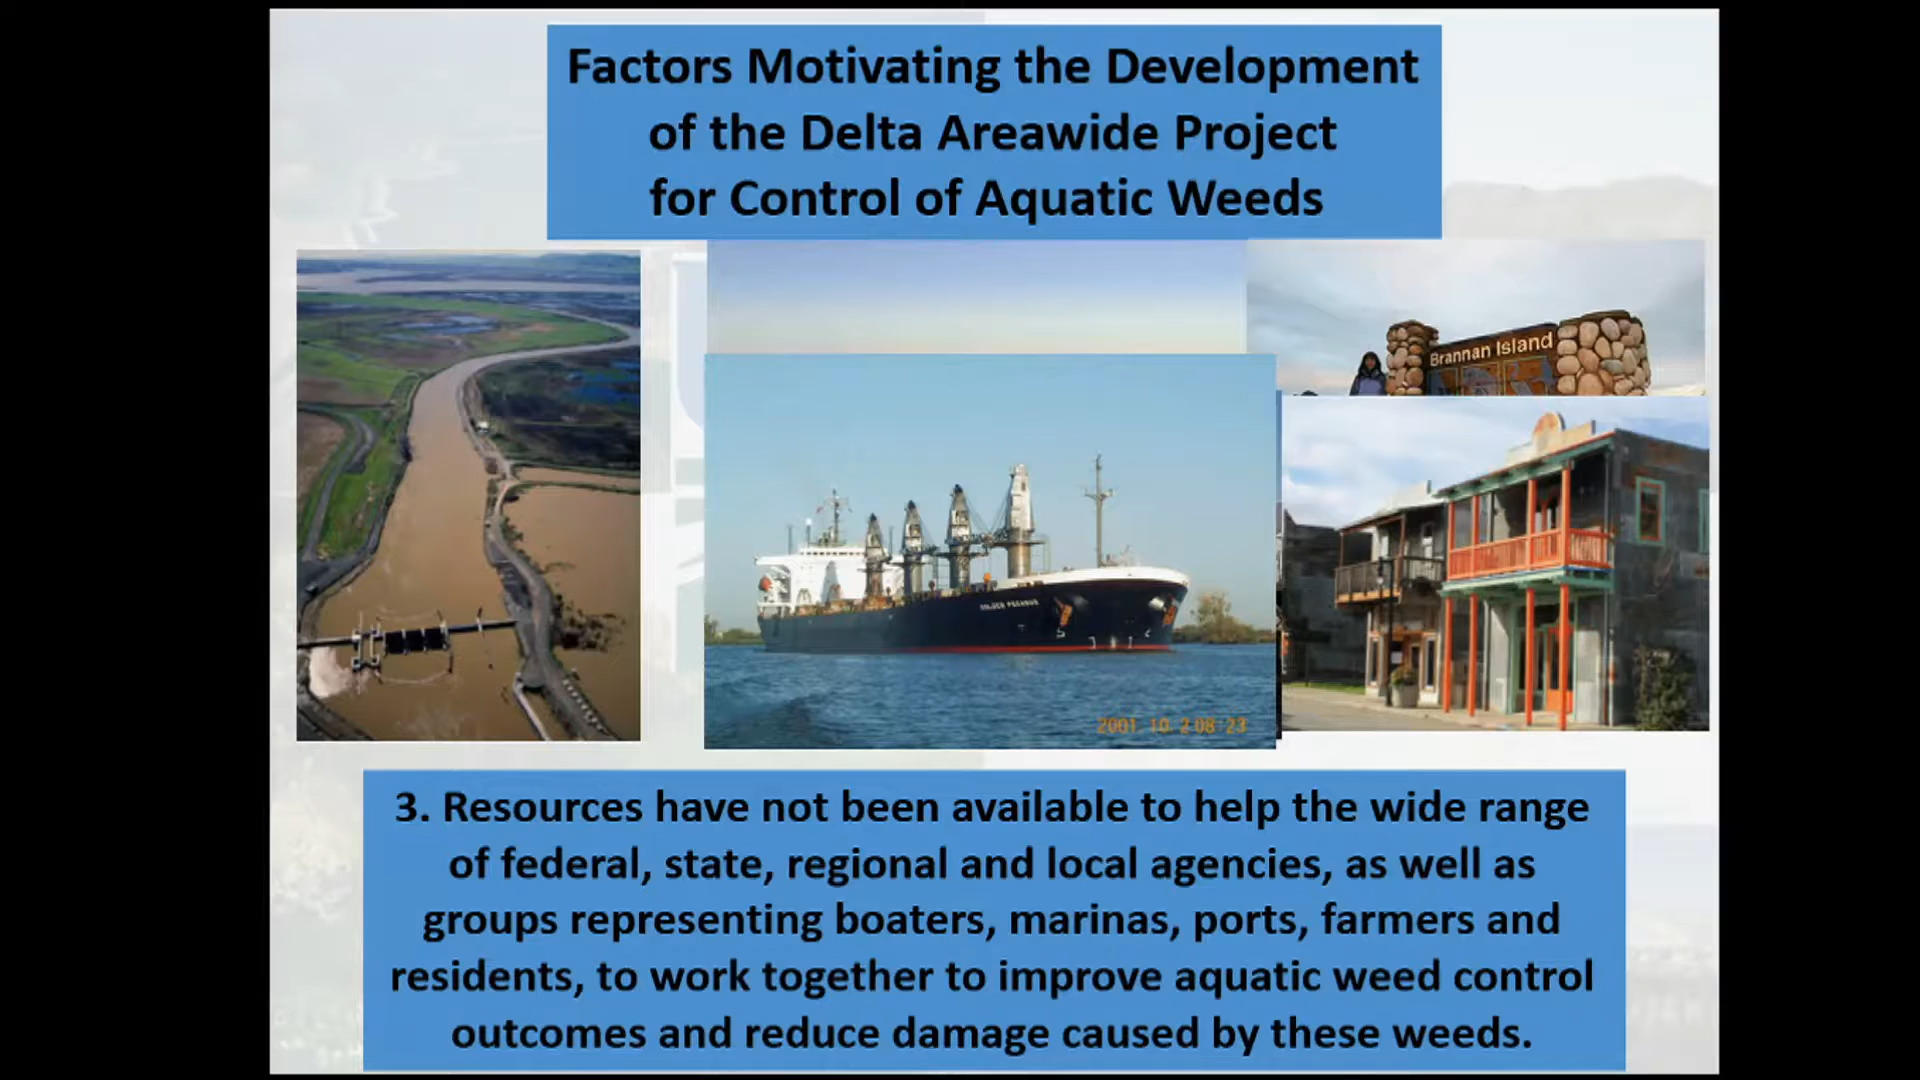 Factors Motivating the Development
of the Delta Areawide Project
for Control of Aquatic Weeds
Brannan Island
GOLDEN PEGASUS
2001. 10. 2 08:23
3. Resources have not been available to help the wide range
of federal, state, regional and local agencies, as well as
groups representing boaters, marinas, ports, farmers and
residents, to work together to improve aquatic weed control
outcomes and reduce damage caused by these weeds.